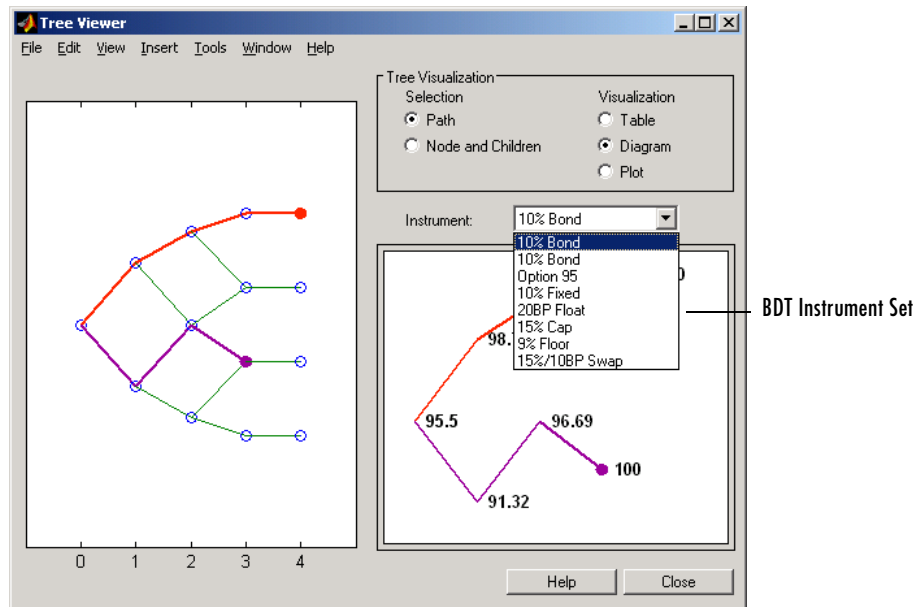 Tree Viewer
File Edit View Insert Tools Window Help
Tree Visualization
Selection
Visualization
Path
Table
Node and Children
Diagram
Plot
Instrument:
10% Bond
10% Bond
10% Bond
Option 95
10% Fixed
20BP Float
15% Cap
9% Floor
15%/10BP Swap
BDT Instrument Set
95.5
96.69
100
91.32
0 1 2 3 4
Help
Close